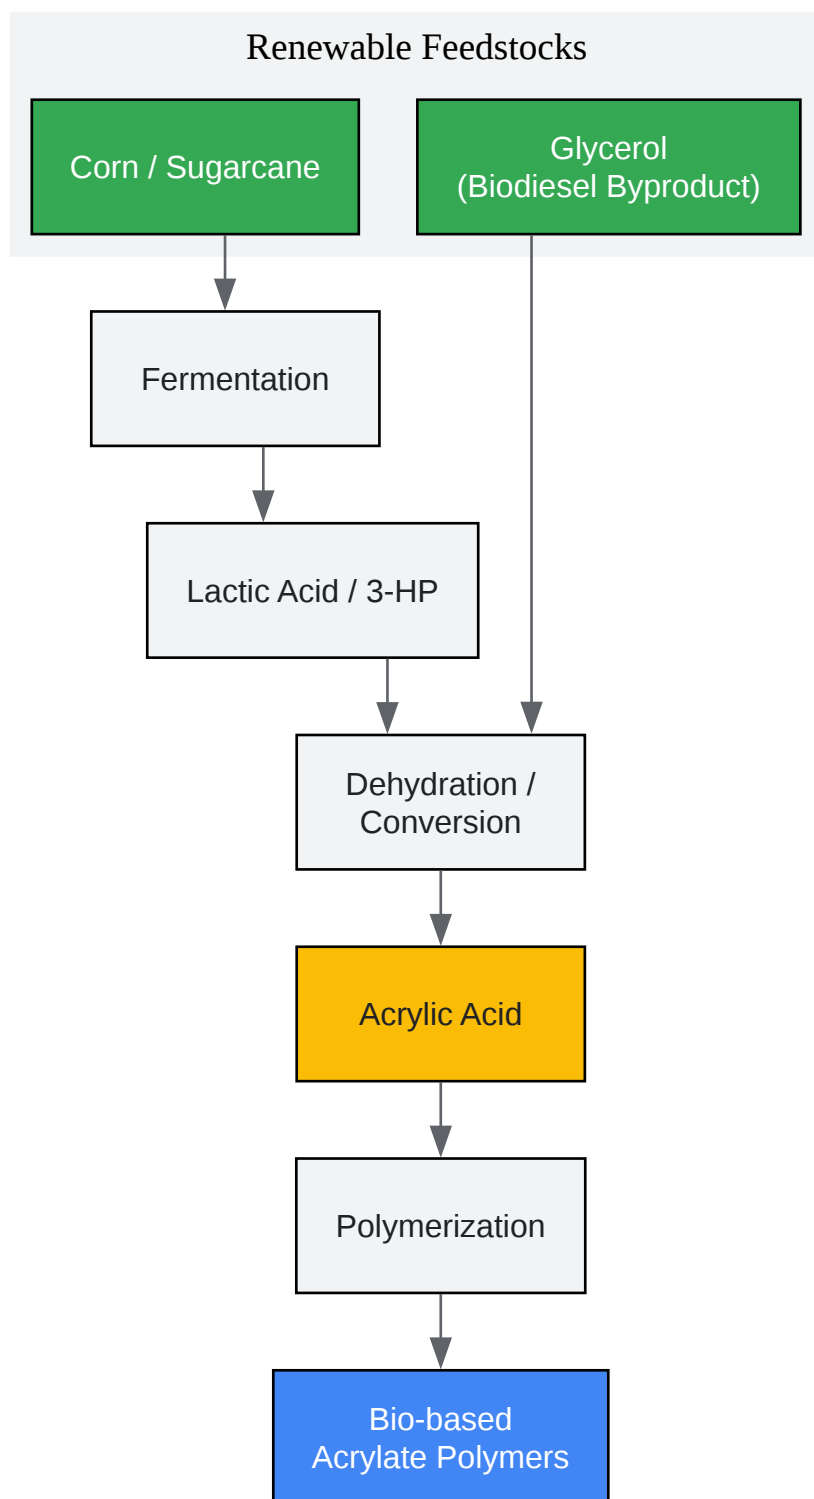 Renewable Feedstocks
Corn / Sugarcane
Glycerol
(Biodiesel Byproduct)
Fermentation
Lactic Acid / 3-HP
Dehydration /
Conversion
Acrylic Acid
Polymerization
Bio-based
Acrylate Polymers